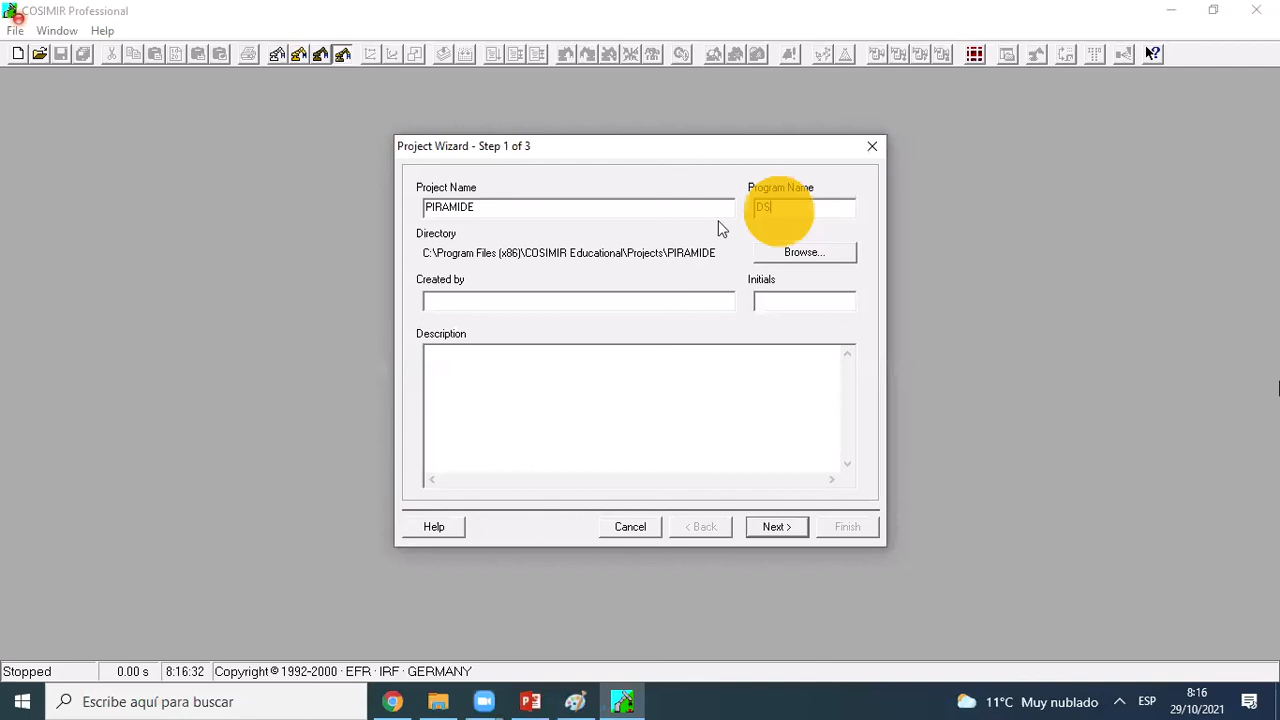 COSIMIR Professional
File Window Help
Project Wizard - Step 1 of 3
Project Name
Program Name
PIRAMIDE
DS
Directory
C:\Program Files (x86)\COSIMIR Educational\Projects\PIRAMIDE
Browse...
Created by
Initials
Description
Help
Cancel
< Back
Next >
Finish
Stopped
0.00 s
8:16:32
Copyright © 1992-2000 · EFR · IRF · GERMANY
Escribe aquí para buscar
11°C Muy nublado
ESP
8:16
29/10/2021